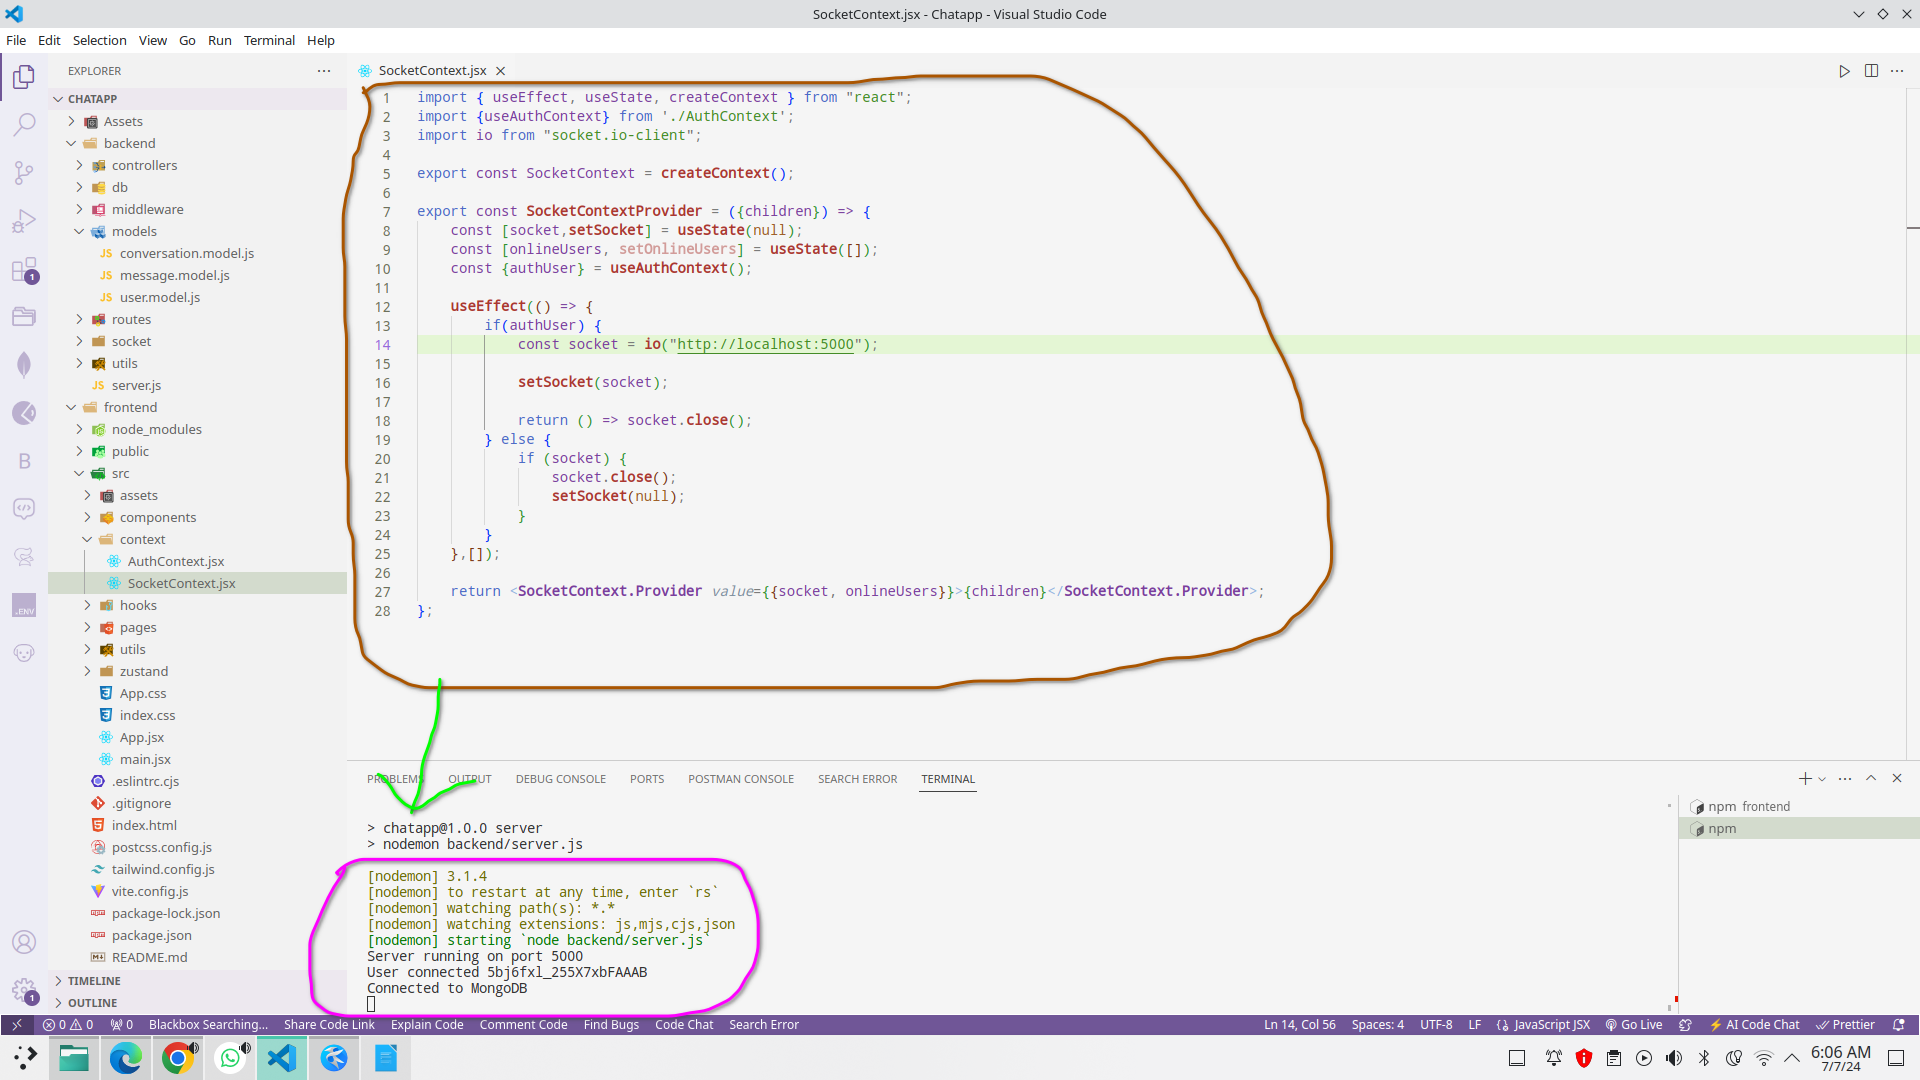 SocketContext.jsx - Chatapp - Visual Studio Code
File Edit Selection View Go Run Terminal Help
EXPLORER
CHATAPP
Assets
backend
controllers
db
middleware
models
JS conversation.model.js
JS message.model.js
JS user.model.js
routes
socket
utils
JS server.js
frontend
node_modules
public
src
assets
components
context
AuthContext.jsx
SocketContext.jsx
hooks
pages
utils
zustand
App.css
index.css
App.jsx
main.jsx
.eslintrc.cjs
.gitignore
index.html
postcss.config.js
tailwind.config.js
vite.config.js
package-lock.json
package.json
README.md
TIMELINE
OUTLINE
1
B
.ENV
1
SocketContext.jsx
1 import { useEffect, useState, createContext } from "react";
2 import {useAuthContext} from './AuthContext';
3 import io from "socket.io-client";
4
5 export const SocketContext = createContext();
6
7 export const SocketContextProvider = ({children}) => {
8 const [socket,setSocket] = useState(null);
9 const [onlineUsers, setOnlineUsers] = useState([]);
10 const {authUser} = useAuthContext();
11
12 useEffect(() => {
13 if(authUser) {
14 const socket = io("http://localhost:5000");
15
16 setSocket(socket);
17
18 return () => socket.close();
19 } else {
20 if (socket) {
21 socket.close();
22 setSocket(null);
23 }
24 }
25 },[]);
26
27 return <SocketContext.Provider value={{socket, onlineUsers}}>{children}</SocketContext.Provider>;
28 };
PROBLEMS OUTPUT DEBUG CONSOLE PORTS POSTMAN CONSOLE SEARCH ERROR TERMINAL
> chatapp@1.0.0 server
> nodemon backend/server.js
[nodemon] 3.1.4
[nodemon] to restart at any time, enter `rs`
[nodemon] watching path(s): *.*
[nodemon] watching extensions: js,mjs,cjs,json
[nodemon] starting `node backend/server.js`
Server running on port 5000
User connected 5bj6fxl_255X7xbFAAAB
Connected to MongoDB
npm frontend
npm
0 0 0 Blackbox Searching... Share Code Link Explain Code Comment Code Find Bugs Code Chat Search Error Ln 14, Col 56 Spaces: 4 UTF-8 LF JavaScript JSX Go Live AI Code Chat Prettier
6:06 AM
7/7/24